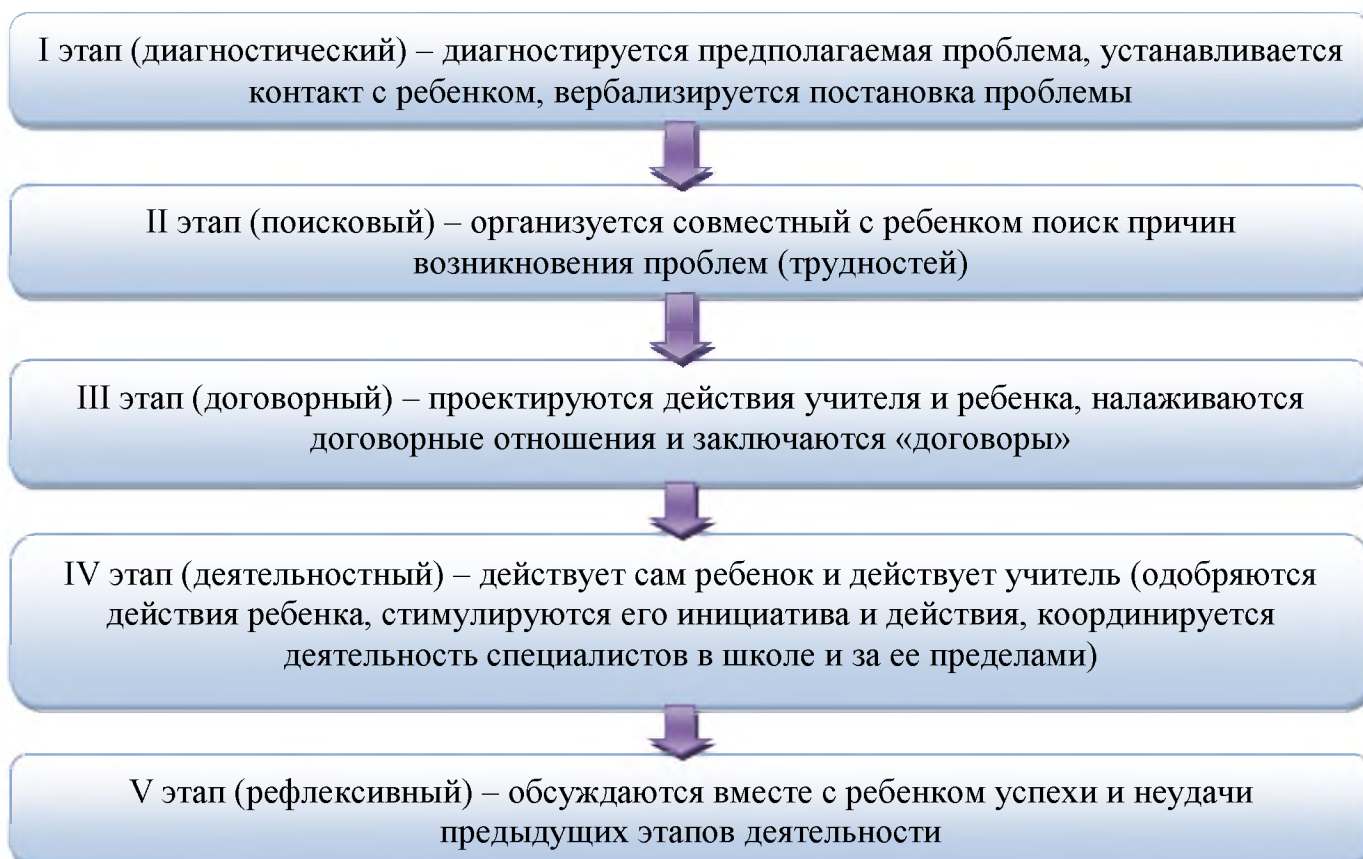 I этап (диагностический) – диагностируется предполагаемая проблема, устанавливается
контакт с ребенком, вербализируется постановка проблемы
II этап (поисковый) – организуется совместный с ребенком поиск причин
возникновения проблем (трудностей)
III этап (договорный) – проектируются действия учителя и ребенка, налаживаются
договорные отношения и заключаются «договоры»
IV этап (деятельностный) – действует сам ребенок и действует учитель (одобряются
действия ребенка, стимулируются его инициатива и действия, координируется
деятельность специалистов в школе и за ее пределами)
V этап (рефлексивный) – обсуждаются вместе с ребенком успехи и неудачи
предыдущих этапов деятельности